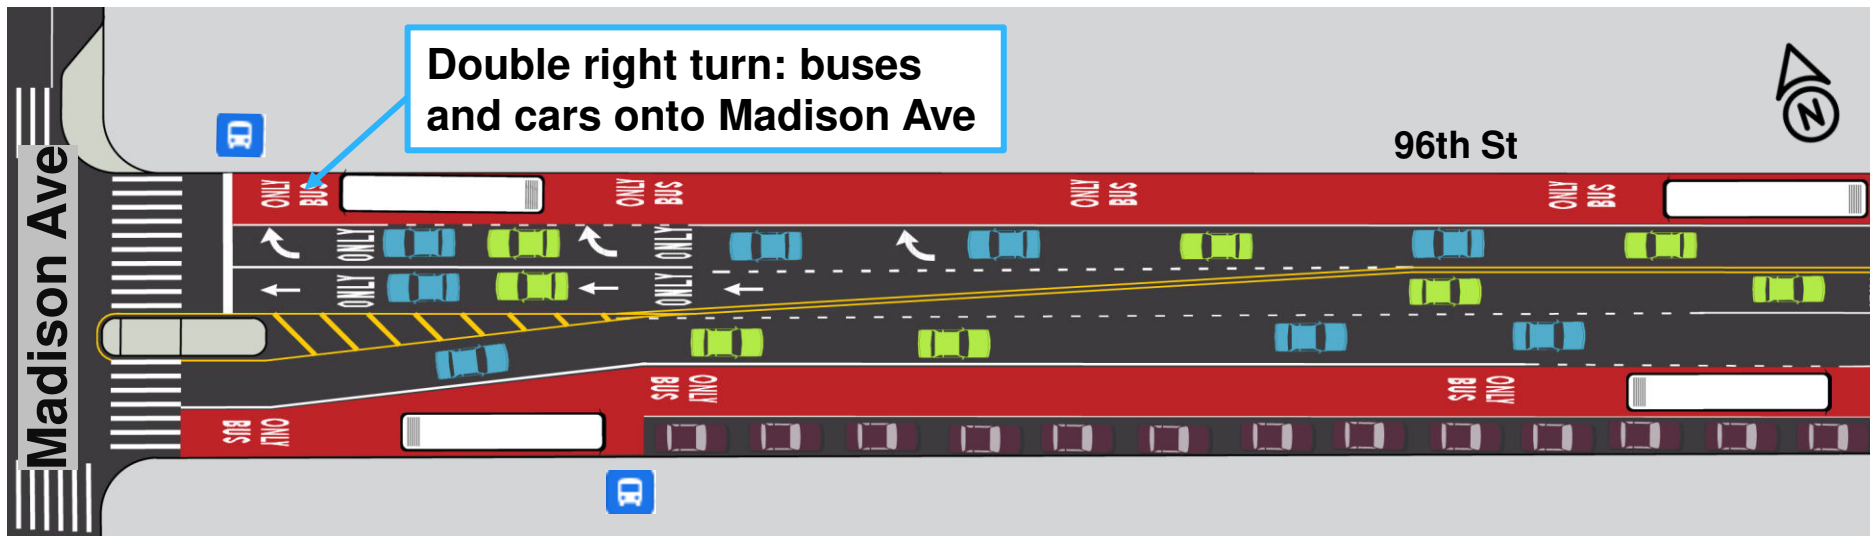 Double right turn: buses
and cars onto Madison Ave
96th St
N
Madison Ave
ONLY BUS
ONLY BUS
ONLY BUS
ONLY BUS
ONLY
ONLY
ONLY
ONLY
BUS ONLY
BUS ONLY
BUS ONLY